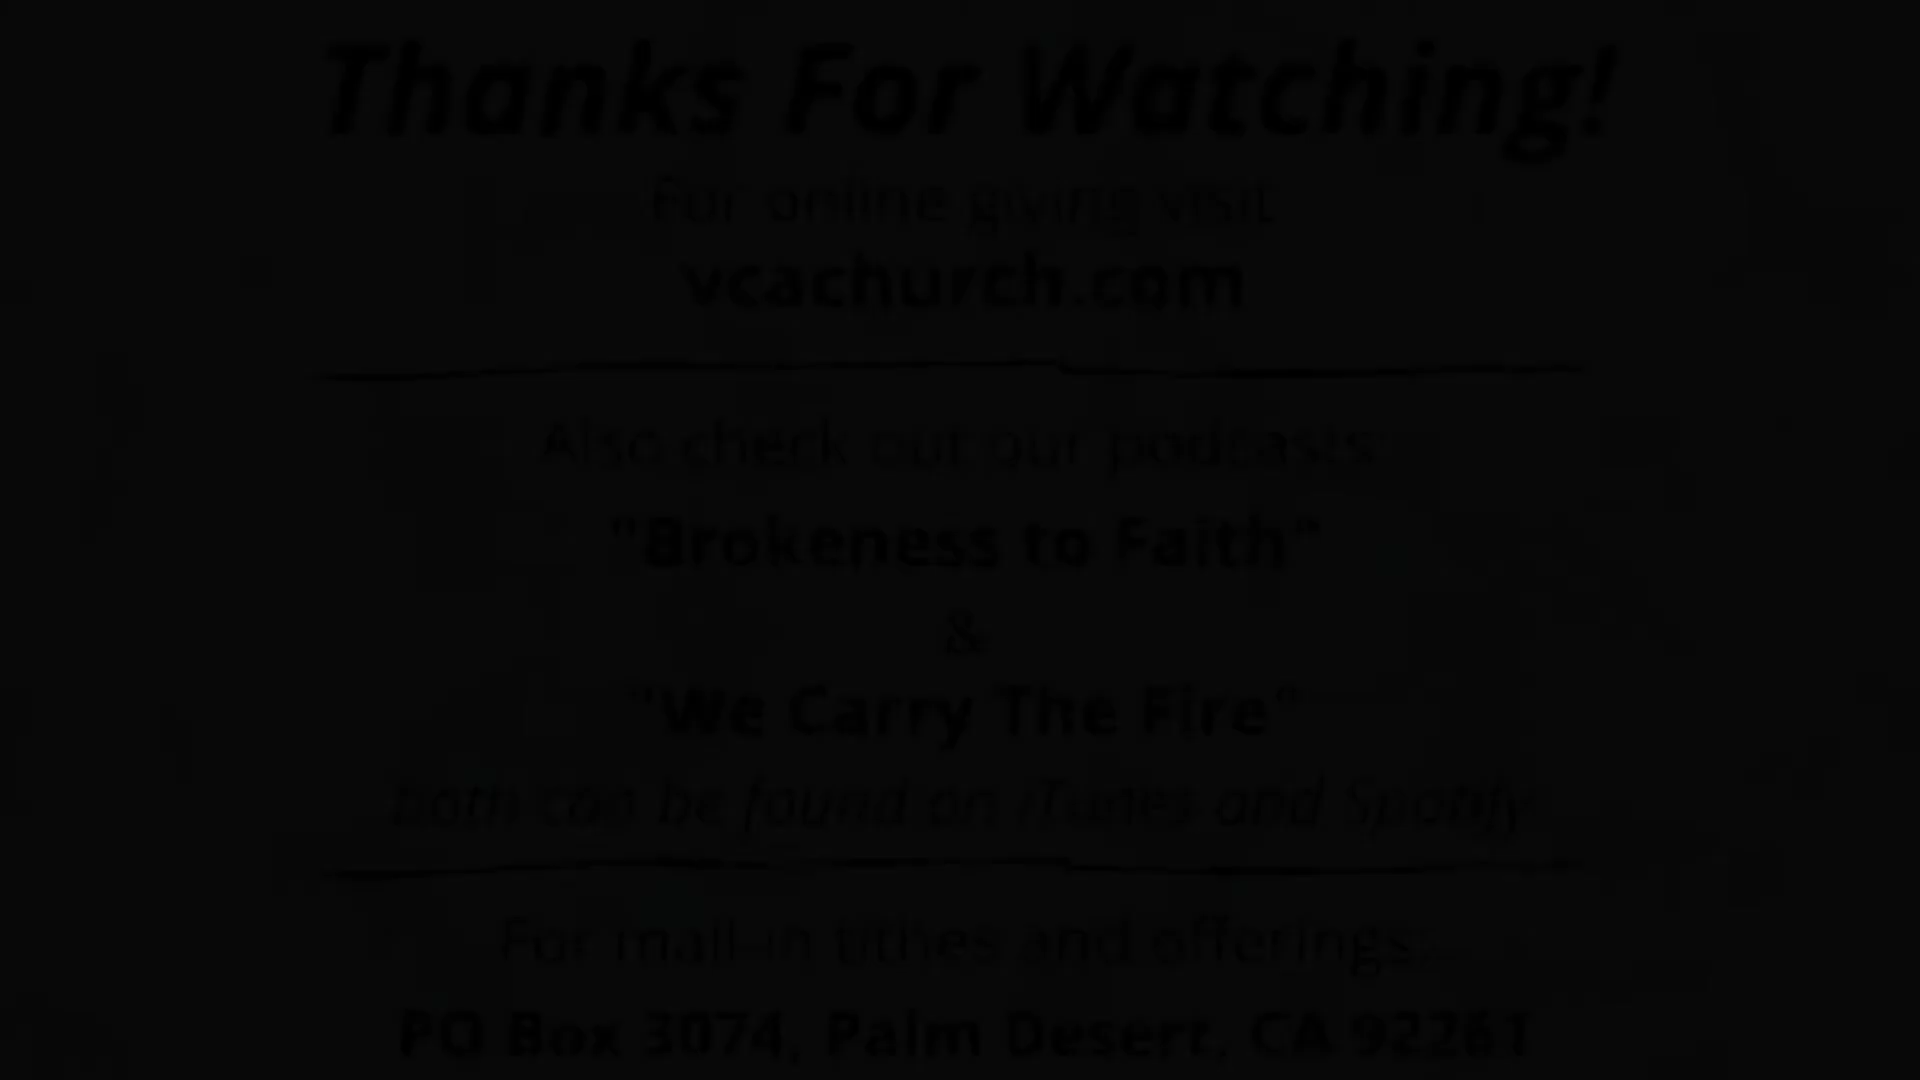 Thanks For Watching!
For online giving visit
vcachurch.com
Also check out our podcasts:
"Brokeness to Faith"
&
"We Carry The Fire"
both can be found on iTunes and Spotify
For mail-in tithes and offerings:
PO Box 3074, Palm Desert, CA 92261